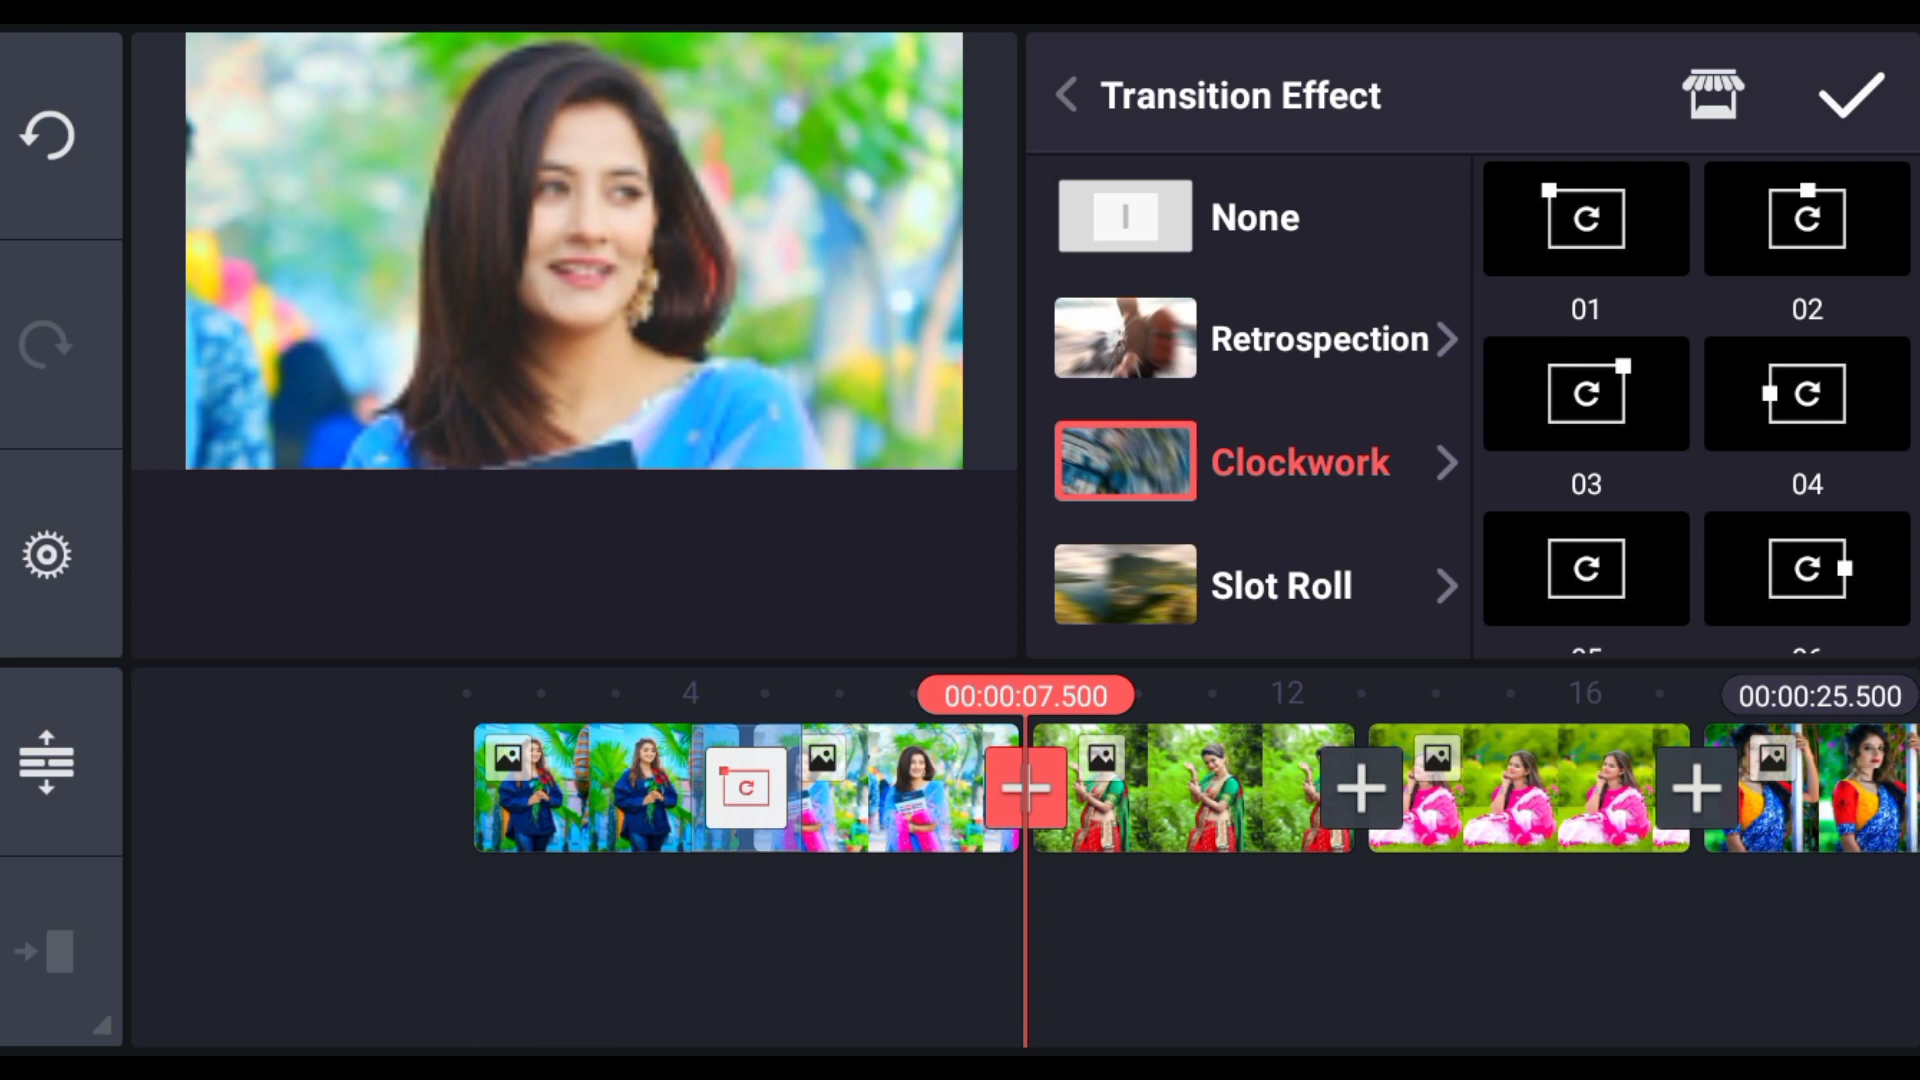 Transition Effect
None
Retrospection
Clockwork
Slot Roll
01
02
03
04
4
00:00:07.500
12
16
00:00:25.500